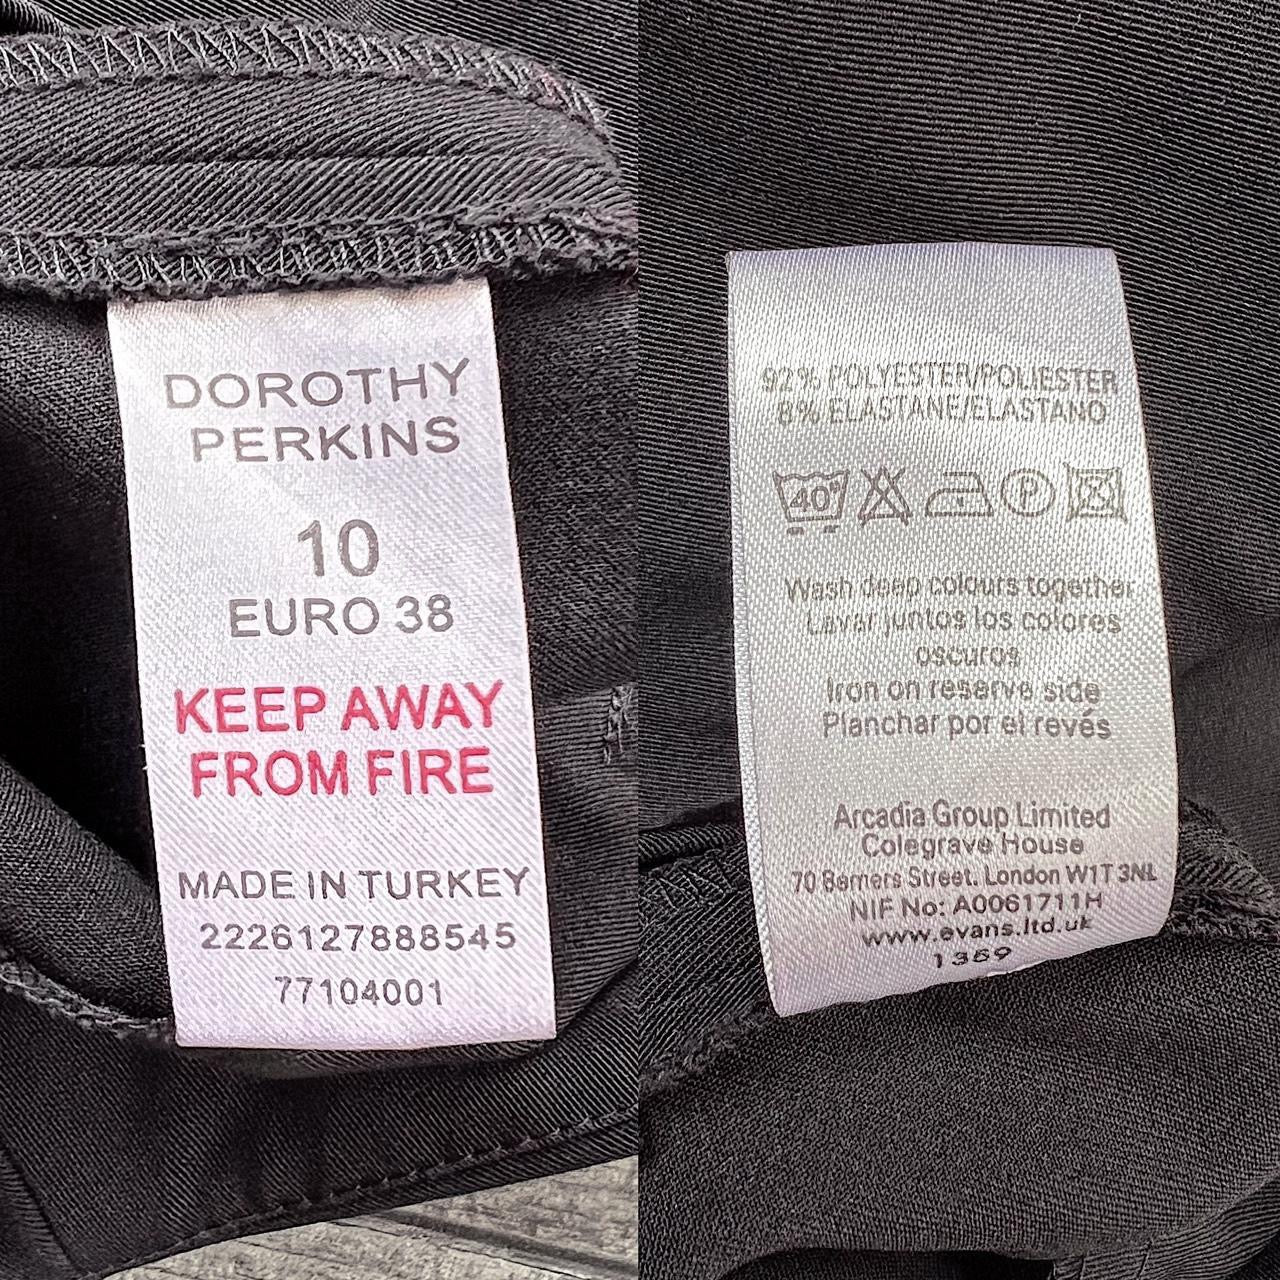 DOROTHY
PERKINS
10
EURO 38
KEEP AWAY
FROM FIRE
MADE IN TURKEY
2226127888545
77104001
92% POLYESTER/POLIESTER
8% ELASTANE/ELASTANO
40°
P
Wash deep colours together
Lavar juntos los colores
oscuros
Iron on reserve side
Planchar por el revés
Arcadia Group Limited
Colegrave House
70 Berners Street. London W1T 3NL
NIF No: A0061711H
www.evans.ltd.uk
1359